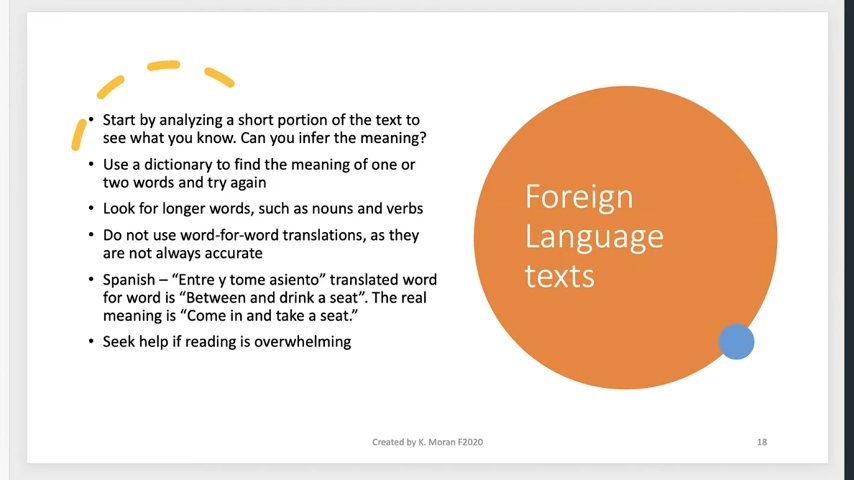 • Start by analyzing a short portion of the text to
see what you know. Can you infer the meaning?
• Use a dictionary to find the meaning of one or
two words and try again
• Look for longer words, such as nouns and verbs
• Do not use word-for-word translations, as they
are not always accurate
• Spanish – “Entre y tome asiento” translated word
for word is “Between and drink a seat”. The real
meaning is “Come in and take a seat.”
• Seek help if reading is overwhelming
Foreign
Language
texts
Created by K. Moran F2020
18